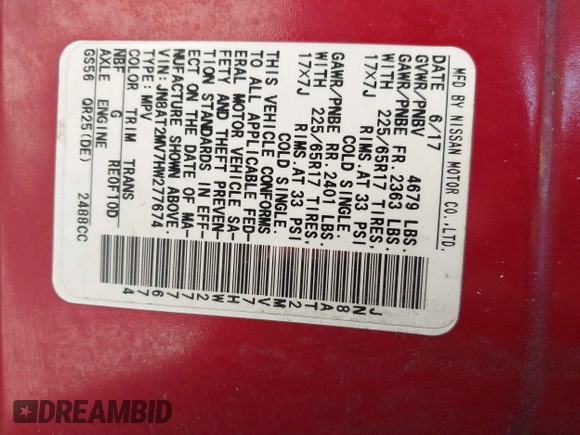 MFD BY NISSAN MOTOR CO.,LTD.
DATE 6/17
GVWR/PNBV 4679 LBS.
GAWR/PNBE FR. 2363 LBS.
WITH 225/65R17 TIRES,
17X7J RIMS.AT 33 PSI
COLD SINGLE.
GAWR/PNBE RR. 2401 LBS.
WITH 225/65R17 TIRES,
17X7J RIMS.AT 33 PSI
COLD SINGLE.
THIS VEHICLE CONFORMS
TO ALL APPLICABLE FED-
ERAL MOTOR VEHICLE SA-
FETY AND THEFT PREVEN-
TION STANDARDS IN EFF-
ECT ON THE DATE OF MA-
NUFACTURE SHOWN ABOVE.
VIN:JN8AT2MV7HW277674
TYPE:MPV
COLOR TRIM TRANS
NBF G RE0F10D
AXLE ENGINE
GS56 QR25(DE) 2488CC
JN8AT2MV7HW277674
DREAMBID